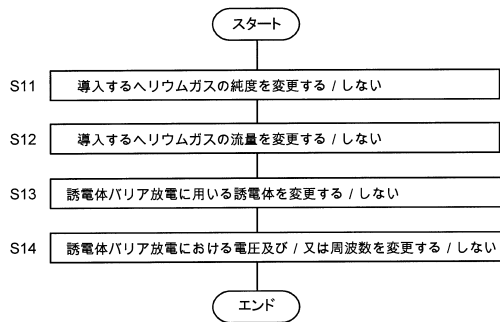 スタート
S11 導入するヘリウムガスの純度を変更する / しない
S12 導入するヘリウムガスの流量を変更する / しない
S13 誘電体バリア放電に用いる誘電体を変更する / しない
S14 誘電体バリア放電における電圧及び / 又は周波数を変更する / しない
エンド